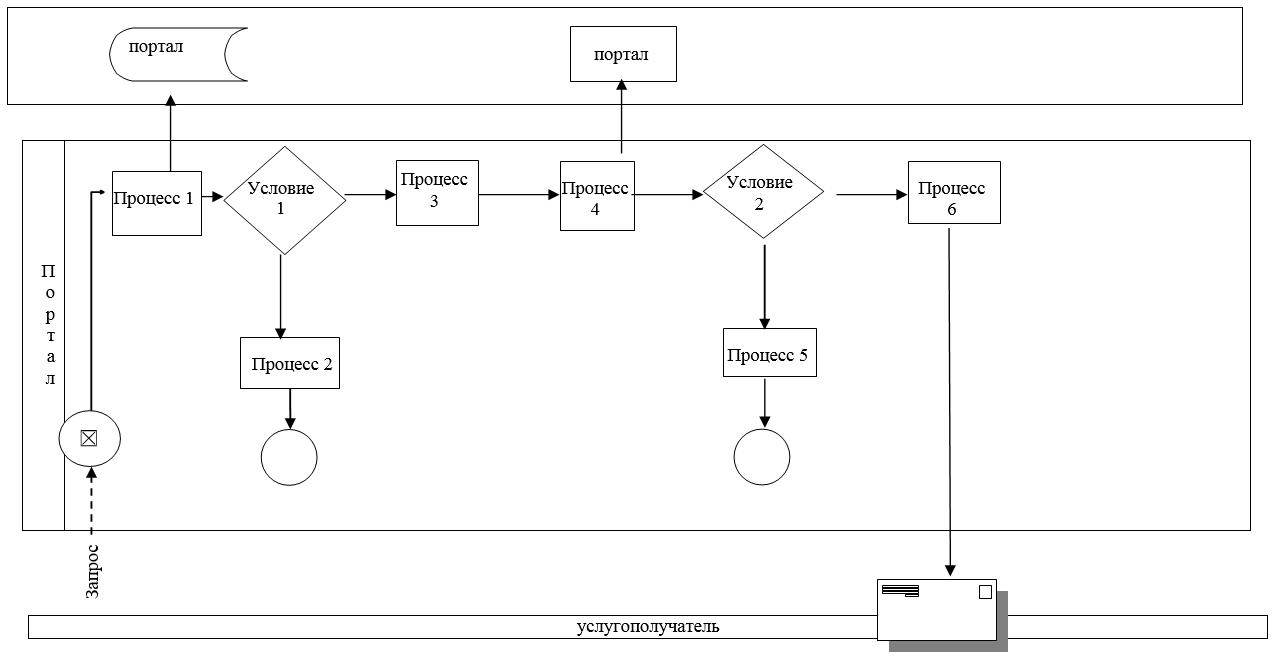 портал
портал
Процесс 1
Условие
1
Процесс
3
Процесс
4
Условие
2
Процесс
6
П
о
р
т
а
л
Процесс 2
Процесс 5
Запрос
услугополучатель